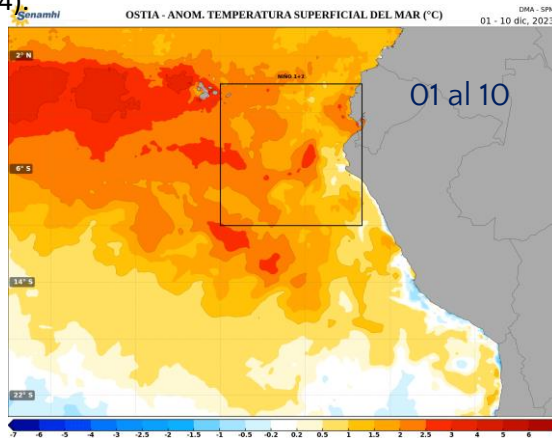 4).
Senamhi
OSTIA - ANOM. TEMPERATURA SUPERFICIAL DEL MAR (°C)
DMA - SPM
01 - 10 dic, 2023
2° N
NIÑO 1+2
01 al 10
6° S
14° S
22° S
-7 -6 -5 -4 -3 -2.5 -2 -1.5 -1 -0.5 -0.2 0.2 0.5 1 1.5 2 2.5 3 4 5 6